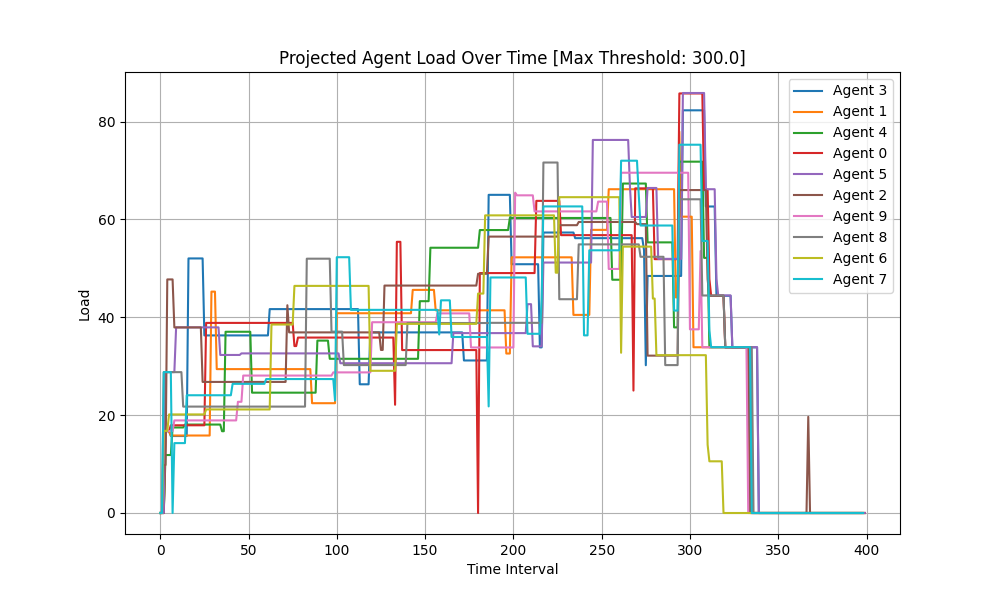 Projected Agent Load Over Time [Max Threshold: 300.0]
Agent 3
Agent 1
Agent 4
Agent 0
Agent 5
Agent 2
Agent 9
Agent 8
Agent 6
Agent 7
80
60
40
20
0
Load
0 50 100 150 200 250 300 350 400
Time Interval